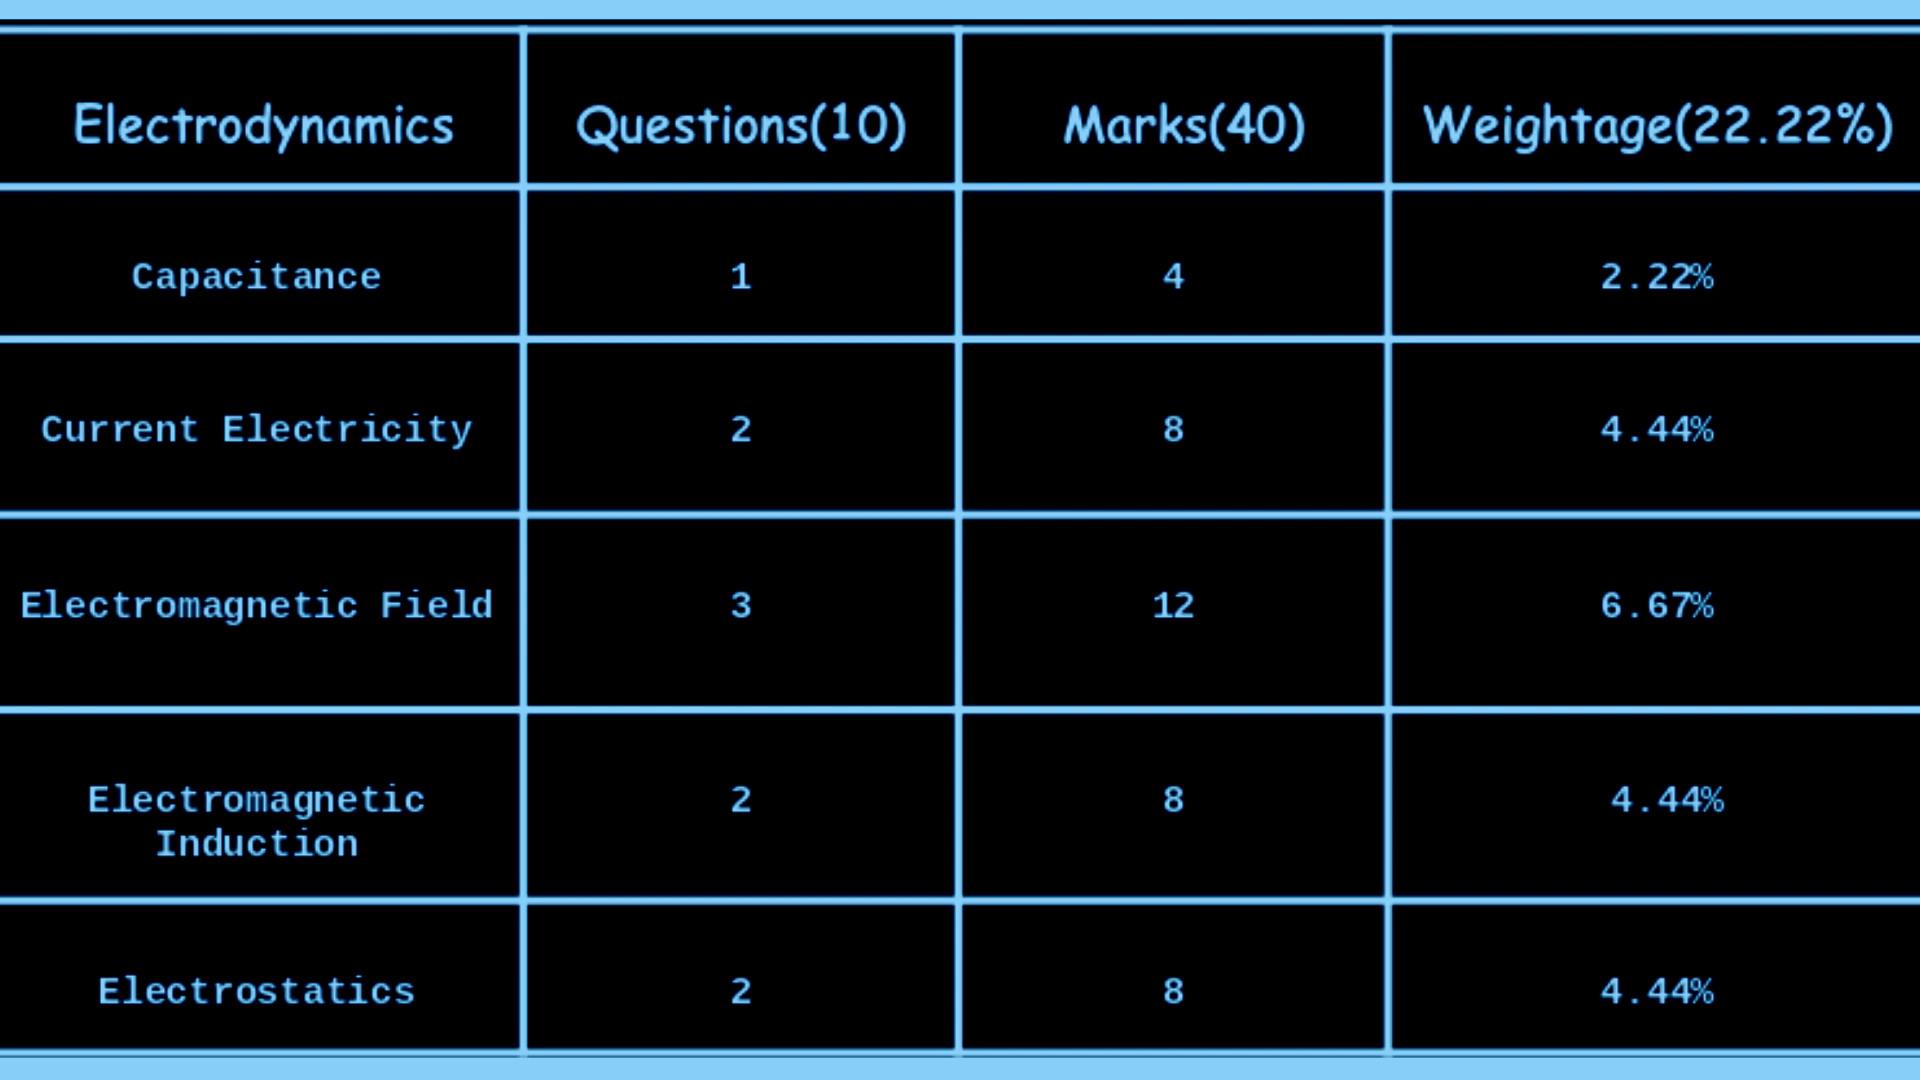 Electrodynamics Questions(10) Marks(40) Weightage(22.22%)
Capacitance 1 4 2.22%
Current Electricity 2 8 4.44%
Electromagnetic Field 3 12 6.67%
Electromagnetic 2 8 4.44%
Induction
Electrostatics 2 8 4.44%